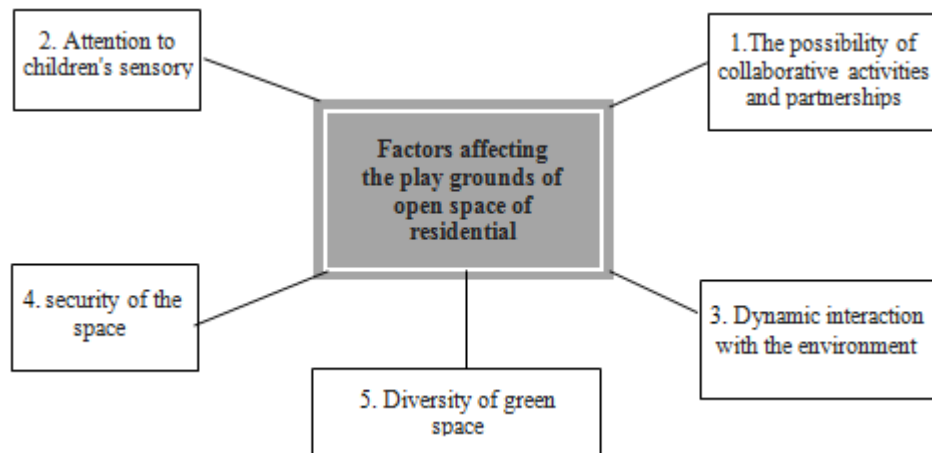 2. Attention to
children's sensory
1.The possibility of
collaborative activities
and partnerships
Factors affecting
the play grounds of
open space of
residential
4. security of the
space
3. Dynamic interaction
with the environment
5. Diversity of green
space